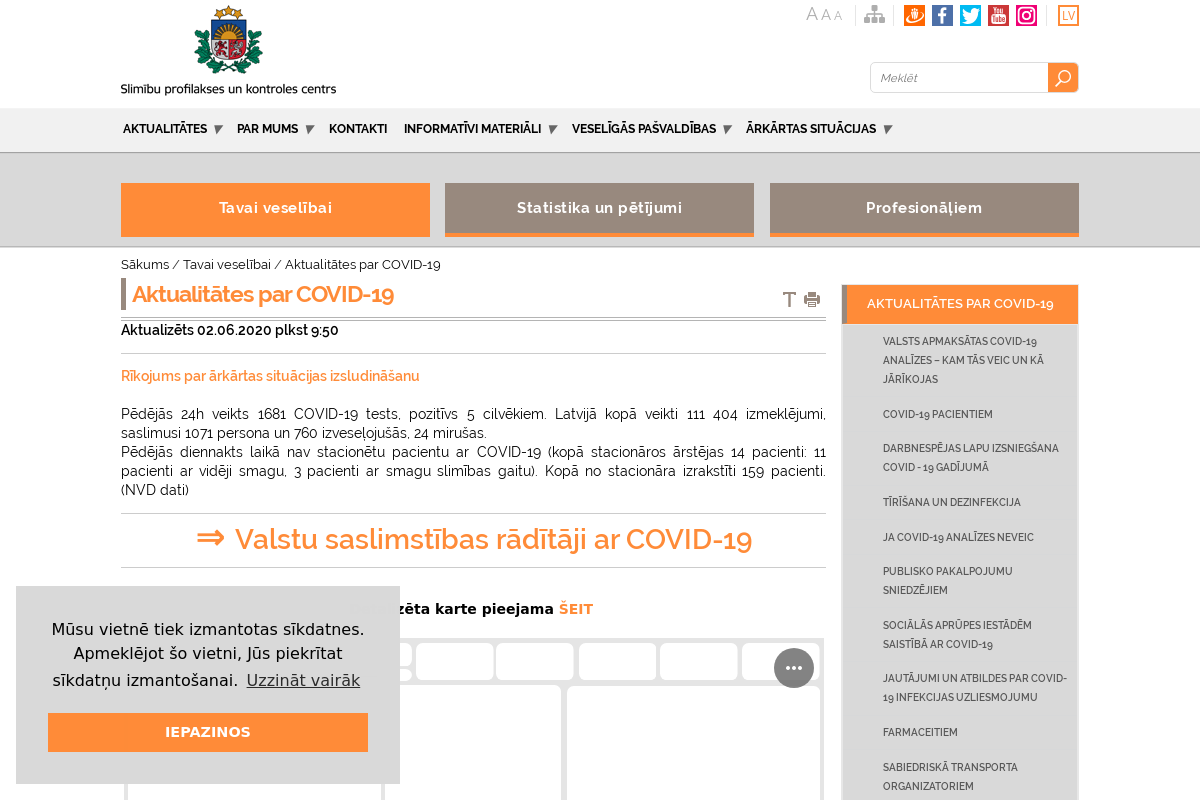 A A A
You
Tube
LV
Slimību profilakses un kontroles centrs
Meklēt
AKTUALITĀTES
PAR MUMS
KONTAKTI
INFORMATĪVI MATERIĀLI
VESELĪGĀS PAŠVALDĪBAS
ĀRKĀRTAS SITUĀCIJAS
Tavai veselībai
Statistika un pētījumi
Profesionāļiem
Sākums / Tavai veselībai / Aktualitātes par COVID-19
Aktualitātes par COVID-19
Aktualizēts 02.06.2020 plkst 9:50
Rīkojums par ārkārtas situācijas izsludināšanu
Pēdējās 24h veikts 1681 COVID-19 tests, pozitīvs 5 cilvēkiem. Latvijā kopā veikti 111 404 izmeklējumi,
saslimusi 1071 persona un 760 izveseļojušās, 24 mirušas.
Pēdējās diennakts laikā nav stacionētu pacientu ar COVID-19 (kopā stacionāros ārstējas 14 pacienti: 11
pacienti ar vidēji smagu, 3 pacienti ar smagu slimības gaitu). Kopā no stacionāra izrakstīti 159 pacienti.
(NVD dati)
⇒ Valstu saslimstības rādītāji ar COVID-19
zēta karte pieejama ŠEIT
Mūsu vietnē tiek izmantotas sīkdatnes.
Apmeklējot šo vietni, Jūs piekrītat
sīkdatņu izmantošanai. Uzzināt vairāk
IEPAZINOS
AKTUALITĀTES PAR COVID-19
VALSTS APMAKSĀTAS COVID-19
ANALĪZES – KAM TĀS VEIC UN KĀ
JĀRĪKOJAS
COVID-19 PACIENTIEM
DARBNESPĒJAS LAPU IZSNIEGŠANA
COVID - 19 GADĪJUMĀ
TĪRĪŠANA UN DEZINFEKCIJA
JA COVID-19 ANALĪZES NEVEIC
PUBLISKO PAKALPOJUMU
SNIEDZĒJIEM
SOCIĀLĀS APRŪPES IESTĀDĒM
SAISTĪBĀ AR COVID-19
JAUTĀJUMI UN ATBILDES PAR COVID-
19 INFEKCIJAS UZLIESMOJUMU
FARMACEITIEM
SABIEDRISKĀ TRANSPORTA
ORGANIZATORIEM